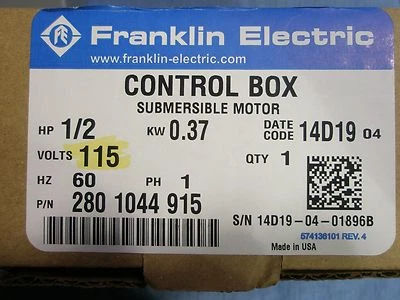 FE Franklin Electric
www.franklin-electric.com
CONTROL BOX
SUBMERSIBLE MOTOR
HP 1/2 KW 0.37 DATE CODE 14D19 04
VOLTS 115 QTY 1
HZ 60 PH 1
P/N 280 1044 915
S/N 14D19-04-01896B
574136101 REV. 4
Made in USA